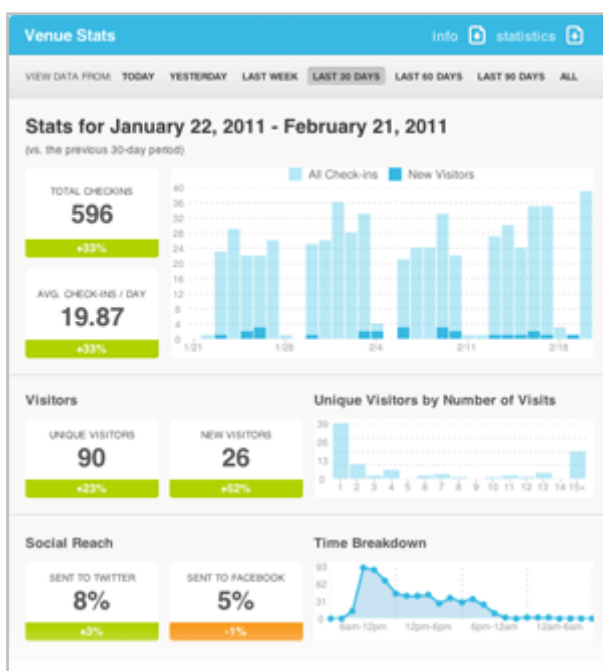 Venue Stats info statistics
VIEW DATA FROM: TODAY YESTERDAY LAST WEEK LAST 30 DAYS LAST 60 DAYS LAST 90 DAYS ALL
Stats for January 22, 2011 - February 21, 2011
(vs. the previous 30-day period)
TOTAL CHECKINS
596
+33%
AVG. CHECK-INS / DAY
19.87
+33%
All Check-ins New Visitors
40
36
32
28
24
20
16
12
8
4
0
1/21 1/28 2/4 2/11 2/18
Visitors
UNIQUE VISITORS
90
+23%
NEW VISITORS
26
+52%
Unique Visitors by Number of Visits
39
26
13
0
1 2 3 4 5 6 7 8 9 10 11 12 13 14 15+
Social Reach
SENT TO TWITTER
8%
+3%
SENT TO FACEBOOK
5%
-1%
Time Breakdown
93
62
31
0
6am-12pm 12pm-6pm 6pm-12am 12am-6am